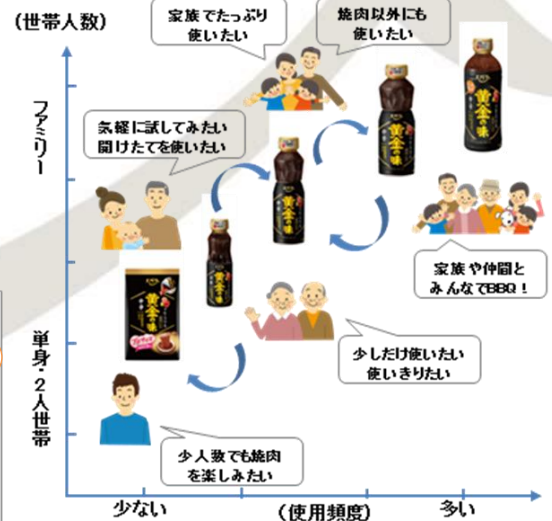 (世帯人数)
家族でたっぷり
使いたい
焼肉以外にも
使いたい
ファミリー
気軽に試してみたい
開けたてを使いたい
黄金の味
黄金の味
黄金の味
黄金の味
黄金の味
家族や仲間と
みんなでBBQ!
単身・2人世帯
少しだけ使いたい
使いきりたい
少人数でも焼肉
を楽しみたい
少ない
(使用頻度)
多い